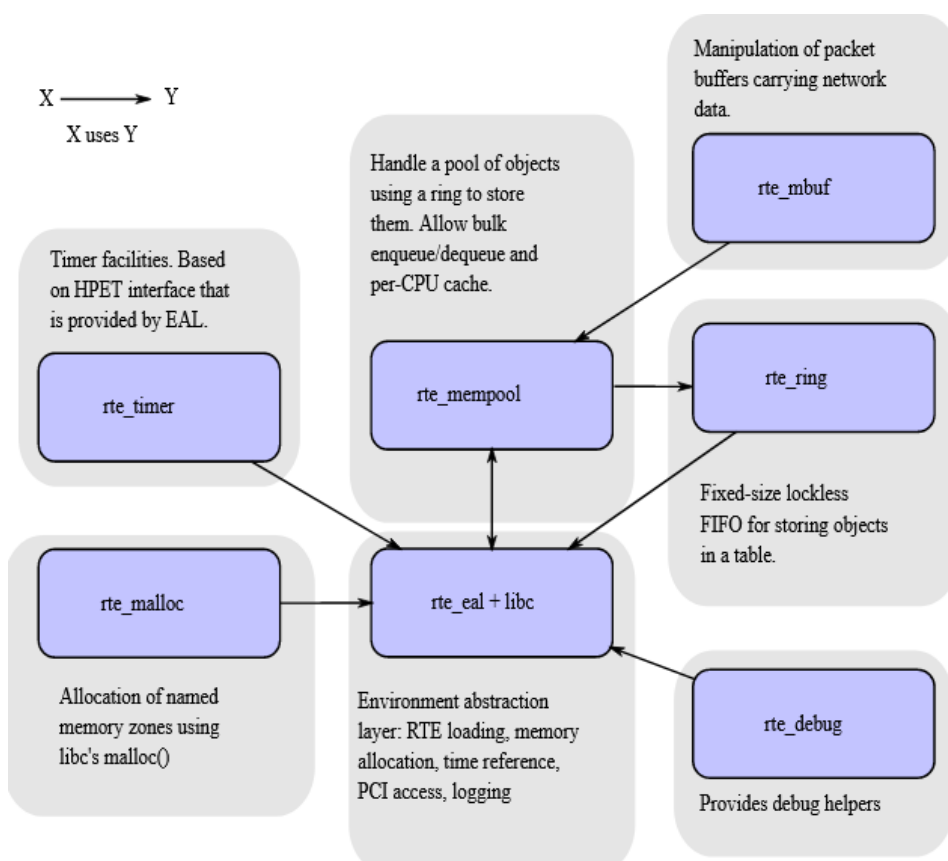 X Y
X uses Y
Manipulation of packet
buffers carrying network
data.
rte_mbuf
Handle a pool of objects
using a ring to store
them. Allow bulk
enqueue/dequeue and
per-CPU cache.
rte_mempool
Timer facilities. Based
on HPET interface that
is provided by EAL.
rte_timer
rte_ring
Fixed-size lockless
FIFO for storing objects
in a table.
rte_malloc
Allocation of named
memory zones using
libc's malloc()
rte_eal + libc
Environment abstraction
layer: RTE loading, memory
allocation, time reference,
PCI access, logging
rte_debug
Provides debug helpers